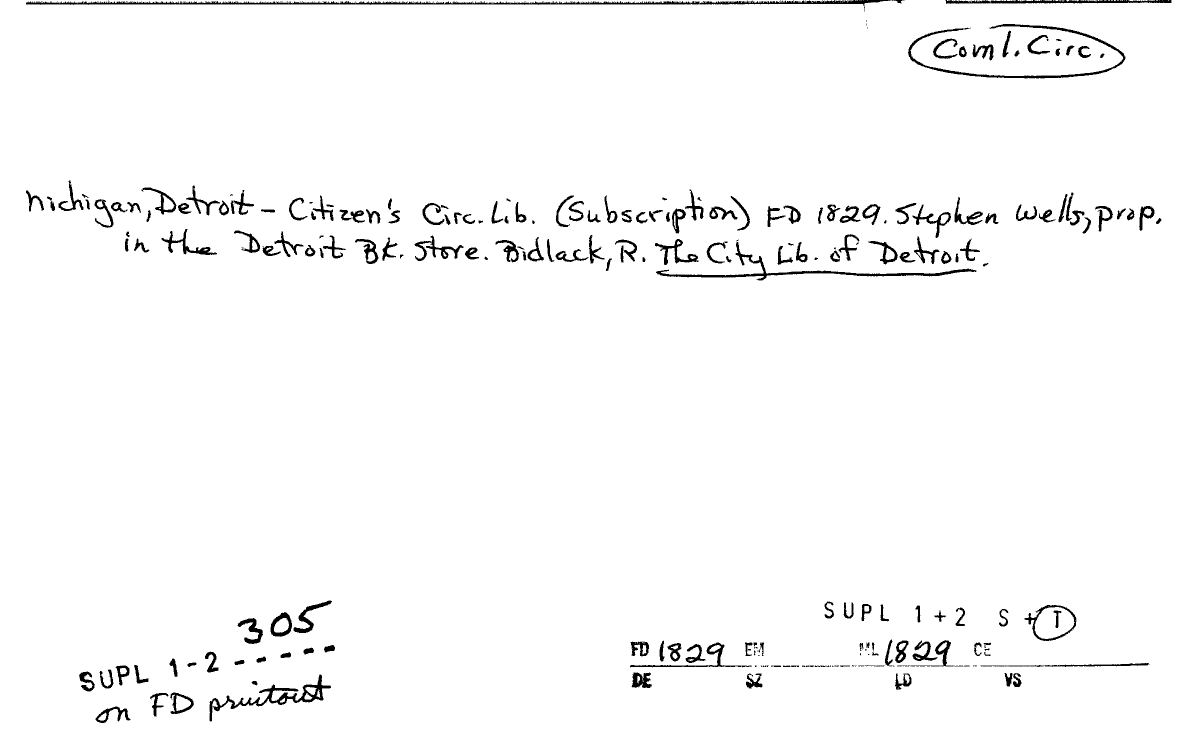 Coml. Circ.
Michigan, Detroit - Citizen's Circ. Lib. (Subscription) FD 1829. Stephen Wells, prop.
in the Detroit Bk. Store. Bidlack, R. The City Lib. of Detroit.
305
SUPL 1-2 -----
on FD printout
SUPL 1+2 S + T
FD 1829 EM ML 1829 CE
DE SZ LD VS